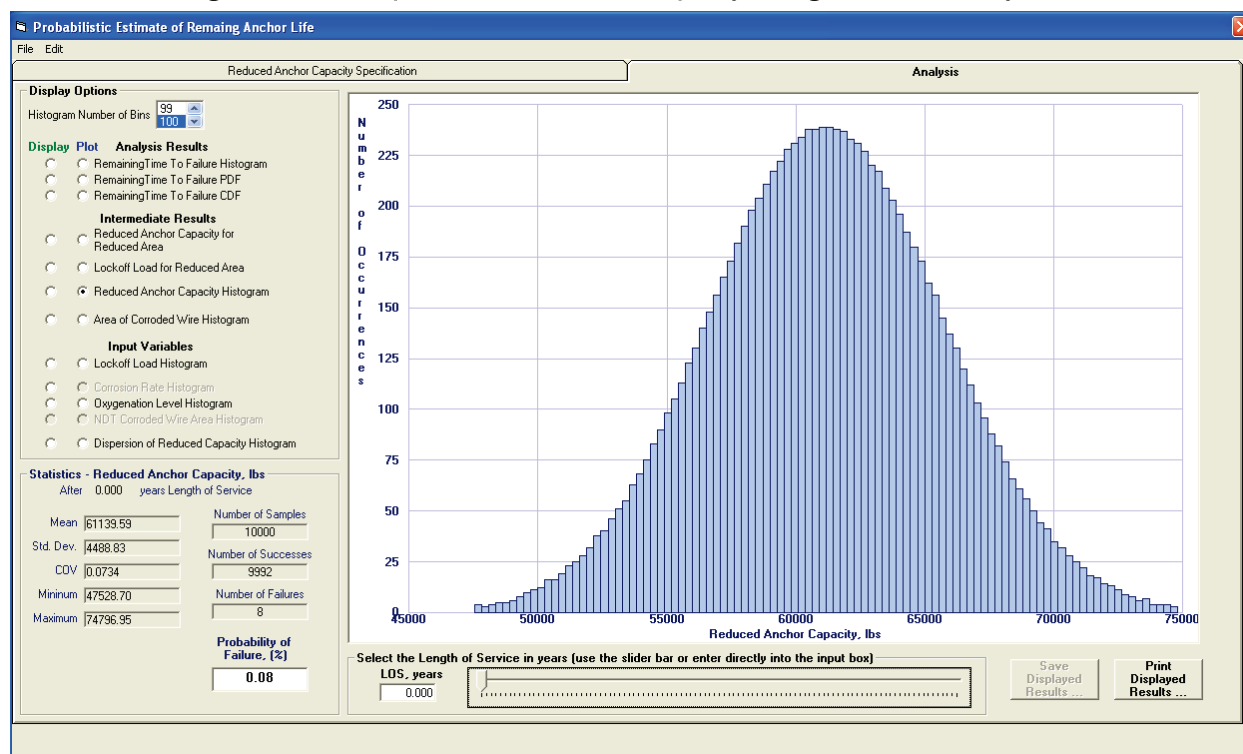 Probabilistic Estimate of Remaing Anchor Life
File Edit
Reduced Anchor Capacity Specification
Analysis
Display Options
Histogram Number of Bins
99
100
Display Plot Analysis Results
RemainingTime To Failure Histogram
RemainingTime To Failure PDF
RemainingTime To Failure CDF
Intermediate Results
Reduced Anchor Capacity for
Reduced Area
Lockoff Load for Reduced Area
Reduced Anchor Capacity Histogram
Area of Corroded Wire Histogram
Input Variables
Lockoff Load Histogram
Corrosion Rate Histogram
Oxygenation Level Histogram
NDT Corroded Wire Area Histogram
Dispersion of Reduced Capacity Histogram
Statistics - Reduced Anchor Capacity, lbs
After 0.000 years Length of Service
Mean 61139.59
Std. Dev. 4488.83
COV 0.0734
Mininum 47528.70
Maximum 74796.95
Number of Samples
10000
Number of Successes
9992
Number of Failures
8
Probability of
Failure, (%)
0.08
Number of Occurrences
250
225
200
175
150
125
100
75
50
25
0
45000 50000 55000 60000 65000 70000 75000
Reduced Anchor Capacity, lbs
Select the Length of Service in years (use the slider bar or enter directly into the input box)
LOS, years
0.000
Save
Displayed
Results ...
Print
Displayed
Results ...